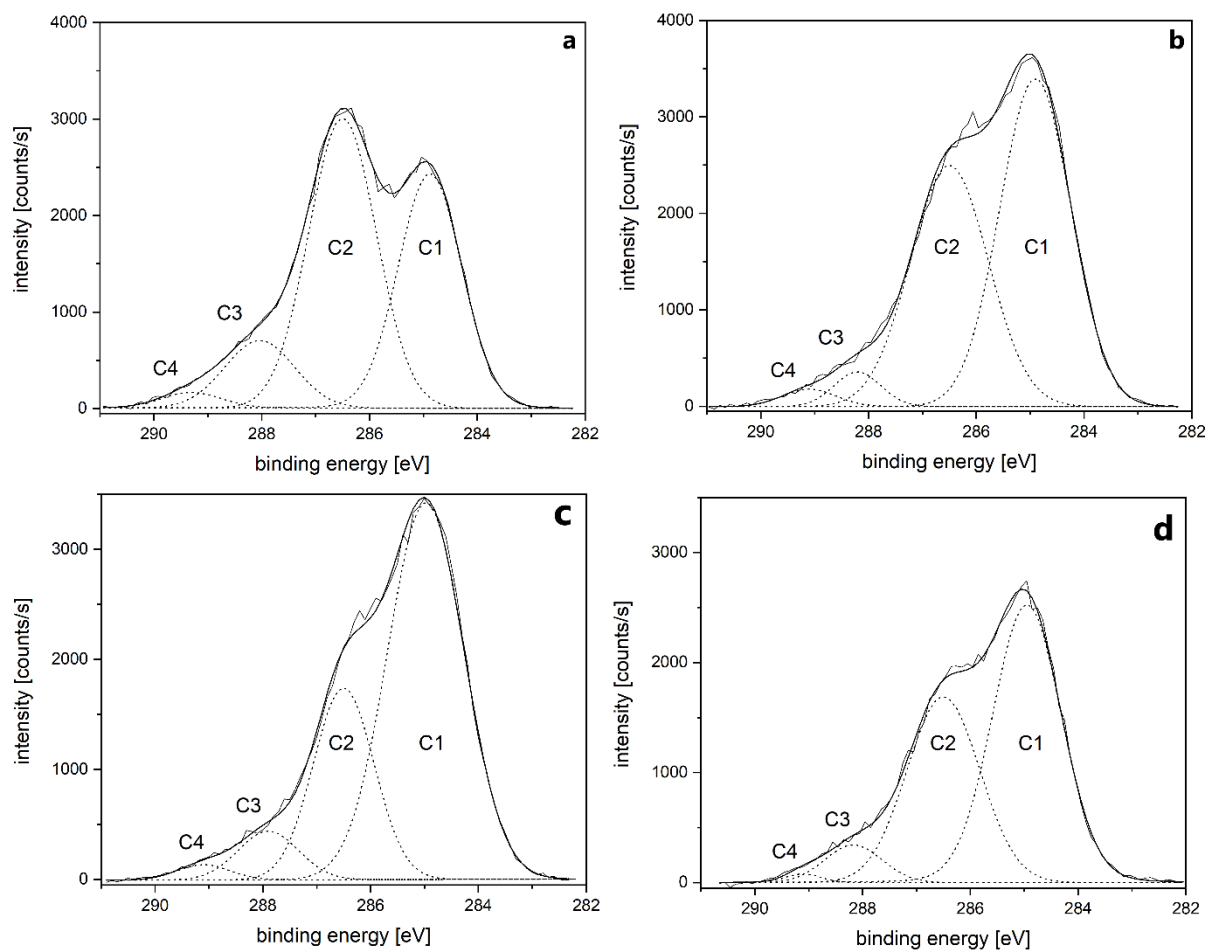 a
intensity [counts/s]
4000
3000
2000
1000
0
C4
C3
C2
C1
290 288 286 284 282
binding energy [eV]
b
intensity [counts/s]
4000
3000
2000
1000
0
C4
C3
C2
C1
290 288 286 284 282
binding energy [eV]
c
intensity [counts/s]
3000
2000
1000
0
C4
C3
C2
C1
290 288 286 284 282
binding energy [eV]
d
intensity [counts/s]
3000
2000
1000
0
C4
C3
C2
C1
290 288 286 284 282
binding energy [eV]